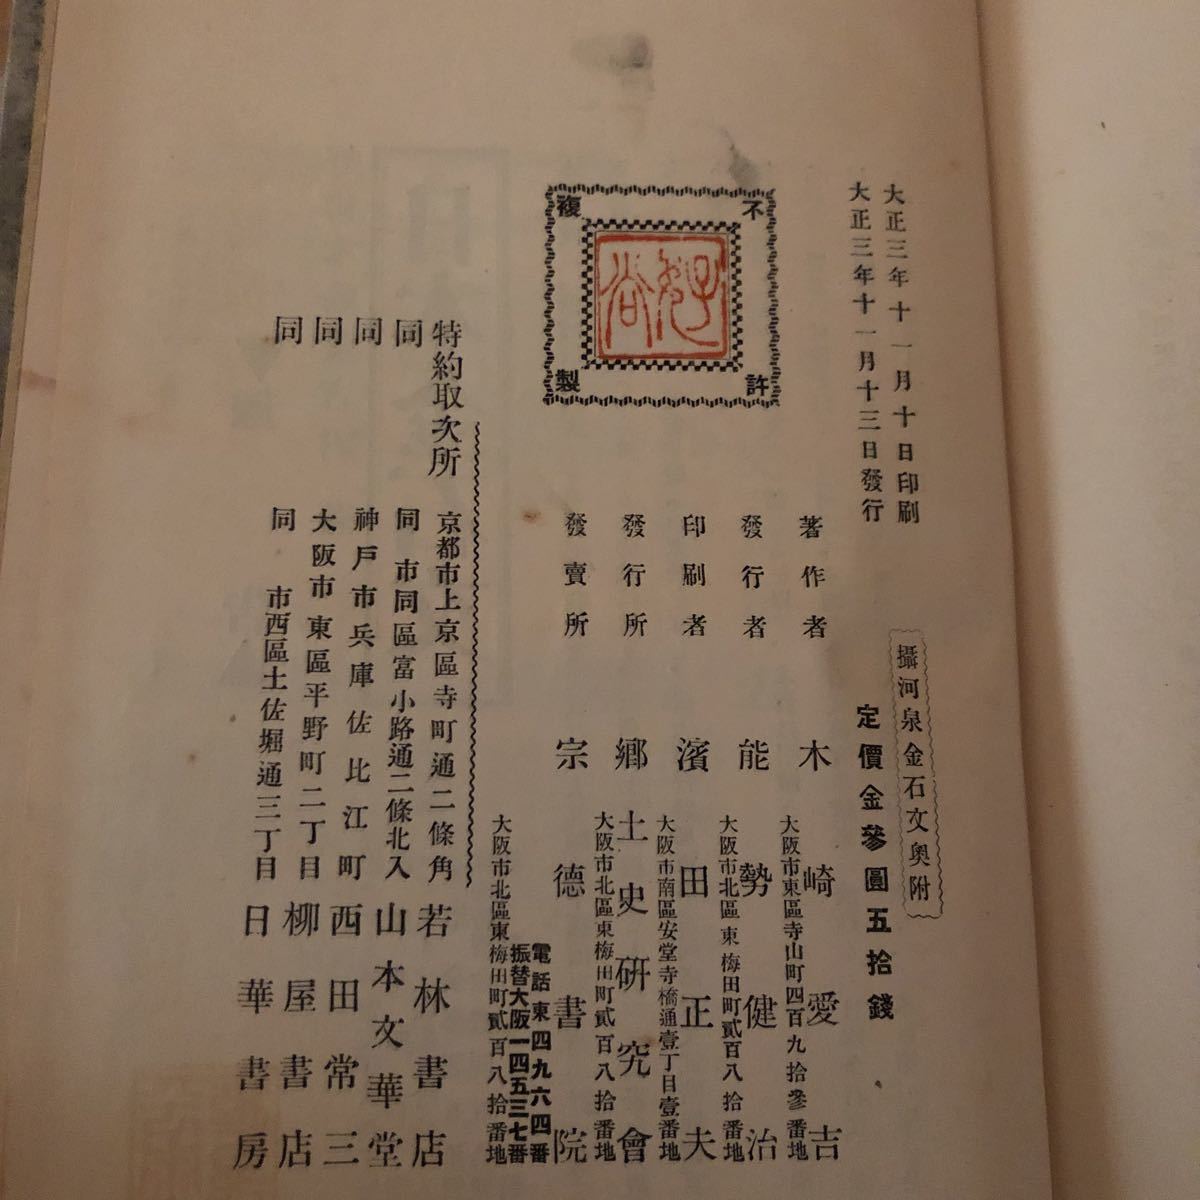 大正三年十一月十日印刷
大正三年十一月十三日發行
攝河泉金石文奥附
定價金參圓五拾錢
不許複製
著作者 木崎愛吉
大阪市東區寺山町四百九拾參番地
發行者 能勢健治
大阪市北區東梅田町貳百八拾番地
印刷者 濱田正夫
大阪市南區安堂寺橋通壹丁目壹番地
發行所 鄉土史研究會
大阪市北區東梅田町貳百八拾番地
發賣所 宗德書院
大阪市北區東梅田町貳百八拾番地
電話東四九六四番
振替大阪一四五三七番
特約取次所 京都市上京區寺町通二條角 若林書店
同 同市同區富小路通二條北入 山本文華堂
同 神戶市兵庫佐比江町 西田常三
同 大阪市東區平野町二丁目 柳屋書店
同 同市西區土佐堀通三丁目 日華書房